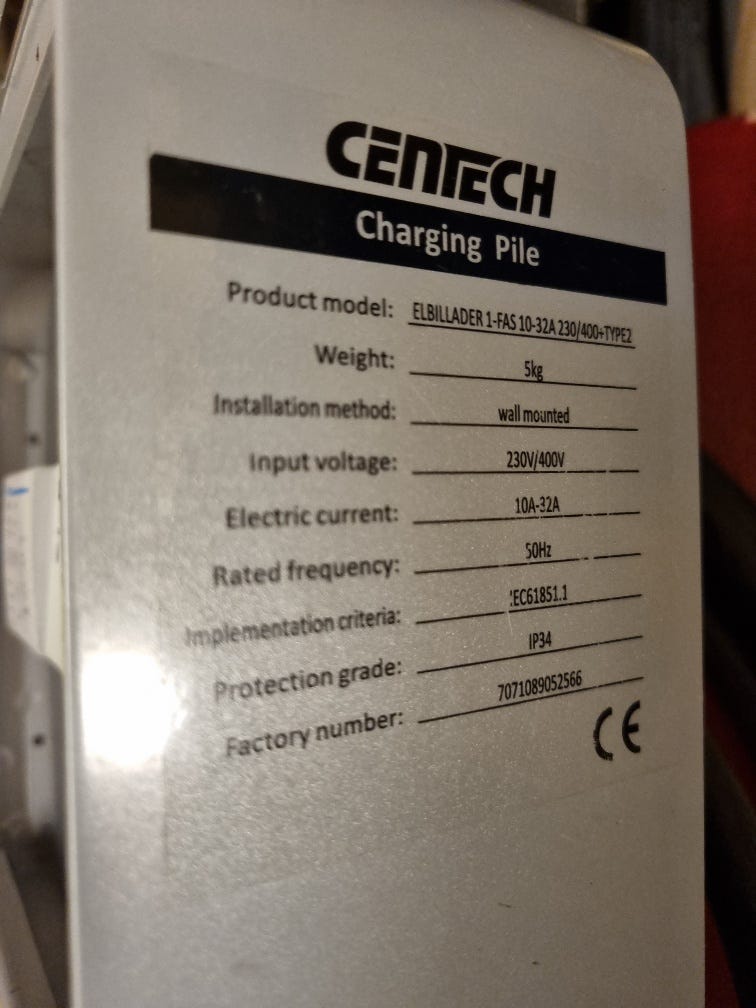 CENTECH
Charging Pile
Product model: ELBILLADER 1-FAS 10-32A 230/400+TYPE2
Weight: 5kg
Installation method: wall mounted
Input voltage: 230V/400V
Electric current: 10A-32A
Rated frequency: 50Hz
Implementation criteria: IEC61851.1
Protection grade: IP34
Factory number: 7071089052566
CE